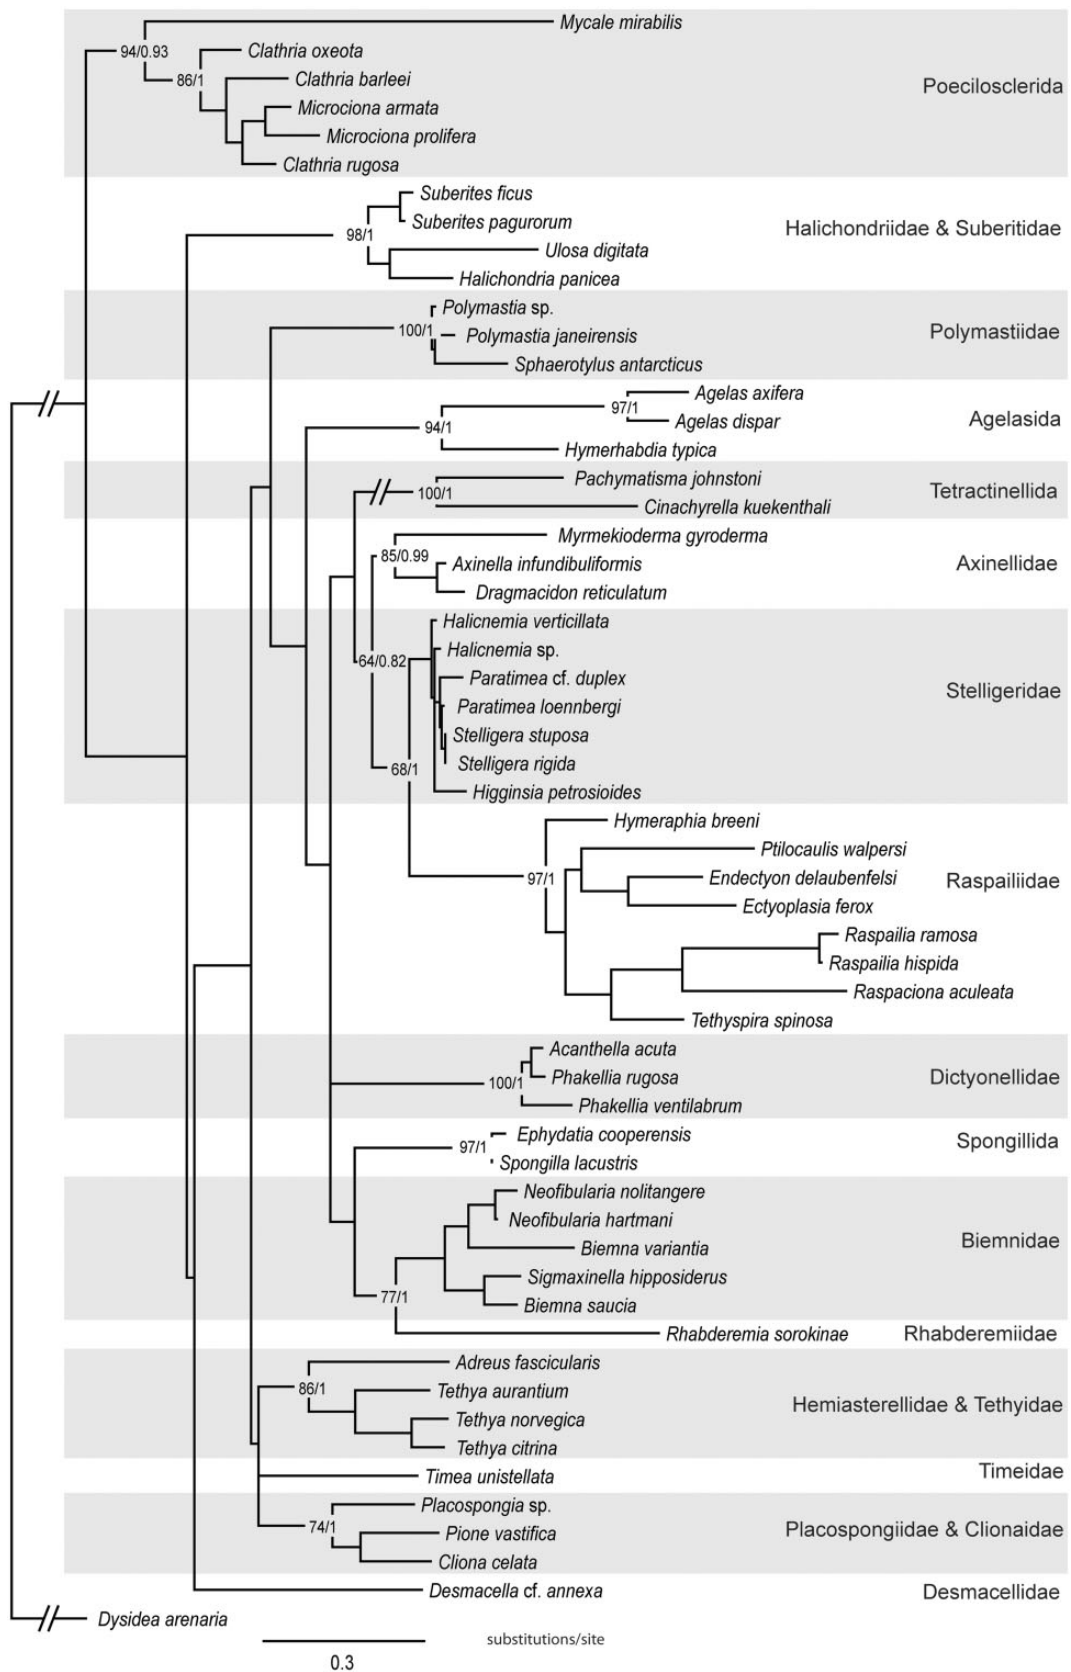 Mycale mirabilis
94/0.93
Clathria oxeota
86/1
Clathria barleei
Poecilosclerida
Microciona armata
Microciona prolifera
Clathria rugosa
Suberites ficus
Suberites pagurorum
Halichondriidae & Suberitidae
98/1
Ulosa digitata
Halichondria panicea
Polymastia sp.
100/1
Polymastia janeirensis
Polymastiidae
Sphaerotylus antarcticus
Agelas axifera
97/1
Agelas dispar
Agelasida
94/1
Hymerhabdia typica
Pachymatisma johnstoni
100/1
Tetractinellida
Cinachyrella kuekenthali
Myrmekioderma gyroderma
85/0.99
Axinella infundibuliformis
Axinellidae
Dragmacidon reticulatum
Halicnemia verticillata
Halicnemia sp.
64/0.82
Paratimea cf. duplex
Stelligeridae
Paratimea loennbergi
Stelligera stuposa
Stelligera rigida
68/1
Higginsia petrosioides
Hymeraphia breeni
Ptilocaulis walpersi
97/1
Endectyon delaubenfelsi
Raspailiidae
Ectyoplasia ferox
Raspailia ramosa
Raspailia hispida
Raspaciona aculeata
Tethyspira spinosa
Acanthella acuta
100/1
Phakellia rugosa
Dictyonellidae
Phakellia ventilabrum
Ephydatia cooperensis
97/1
Spongillida
Spongilla lacustris
Neofibularia nolitangere
Neofibularia hartmani
Biemnidae
Biemna variantia
Sigmaxinella hipposiderus
77/1
Biemna saucia
Rhabderemia sorokinae
Rhabderemiidae
Adreus fascicularis
86/1
Tethya aurantium
Hemiasterellidae & Tethyidae
Tethya norvegica
Tethya citrina
Timea unistellata
Timeidae
Placospongia sp.
74/1
Pione vastifica
Placospongiidae & Clionaidae
Cliona celata
Desmacella cf. annexa
Desmacellidae
Dysidea arenaria
substitutions/site
0.3